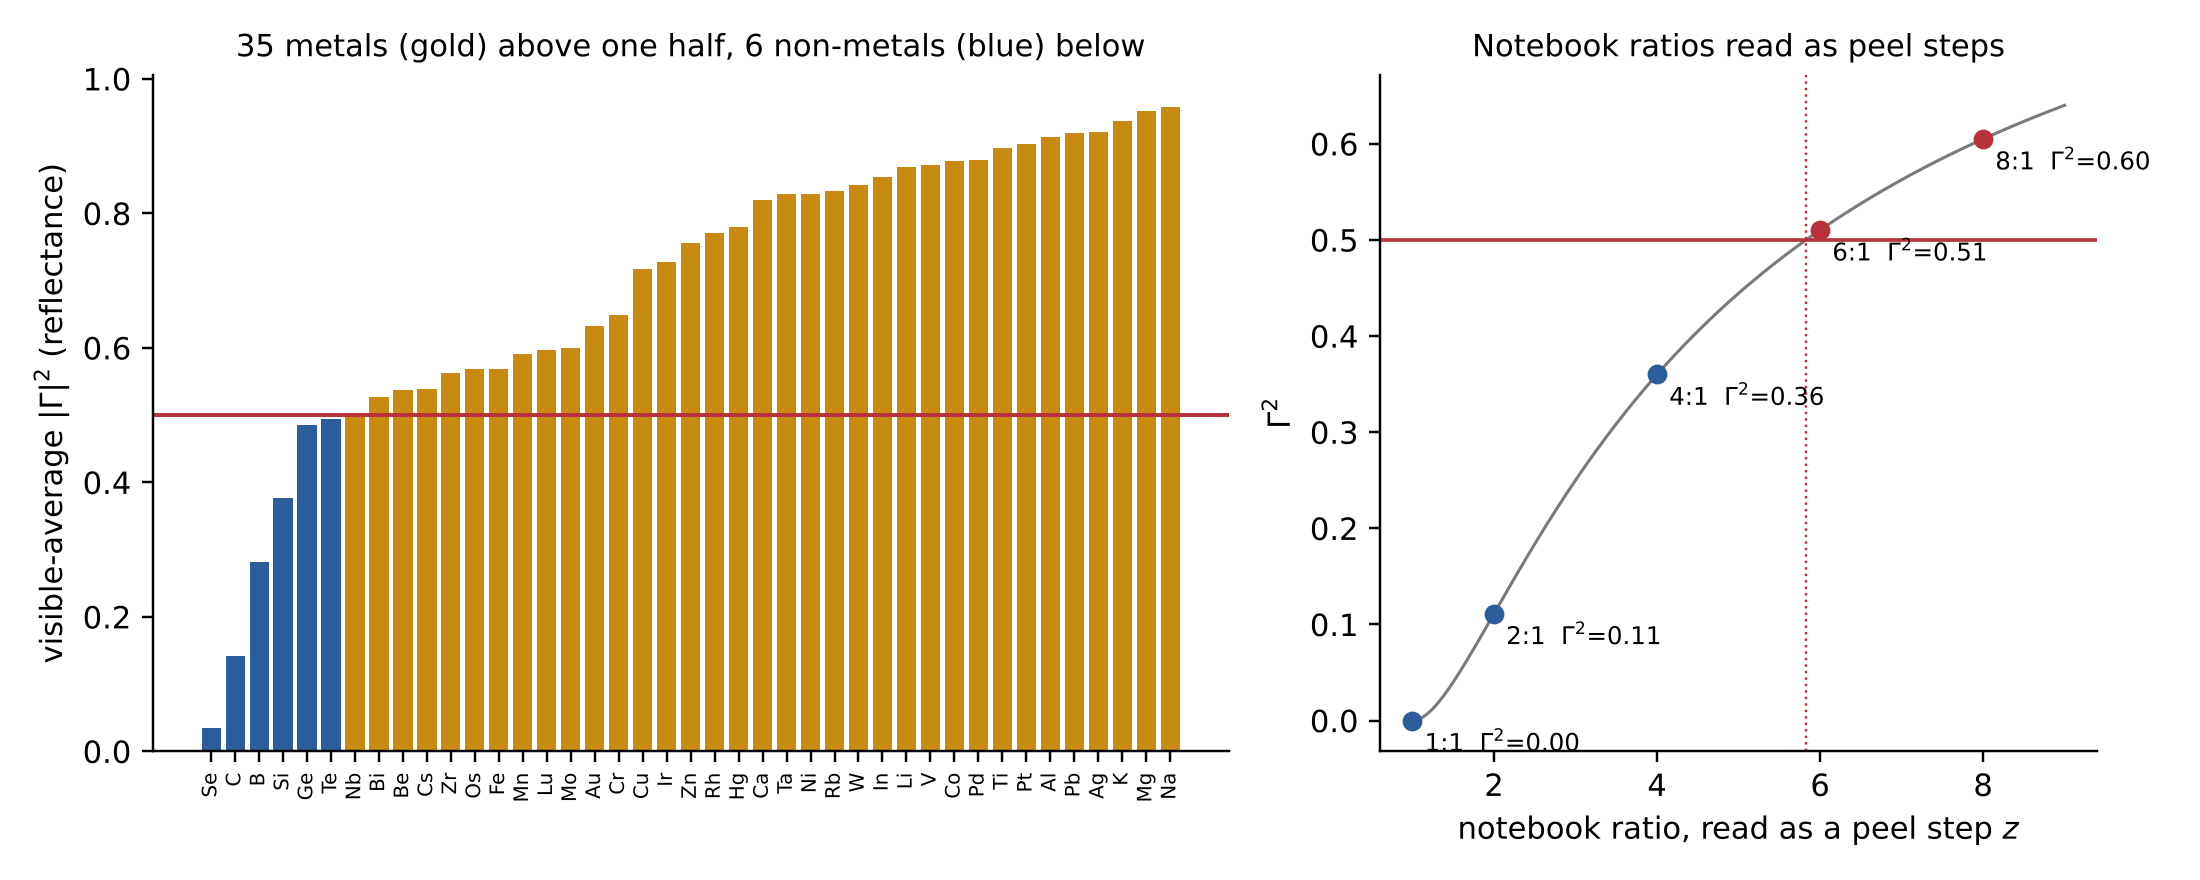 35 metals (gold) above one half, 6 non-metals (blue) below
visible-average |Γ|² (reflectance)
1.0
0.8
0.6
0.4
0.2
0.0
Se C B Si Ge Te Nb Bi Be Cs Zr Os Fe Mn Lu Mo Au Cr Cu Ir Zn Rh Hg Ca Ta Ni Rb W In Li V Co Pd Ti Pt Al Pb Ag K Mg Na
Notebook ratios read as peel steps
Γ²
0.6
0.5
0.4
0.3
0.2
0.1
0.0
8:1 Γ²=0.60
6:1 Γ²=0.51
4:1 Γ²=0.36
2:1 Γ²=0.11
1:1 Γ²=0.00
2 4 6 8
notebook ratio, read as a peel step z